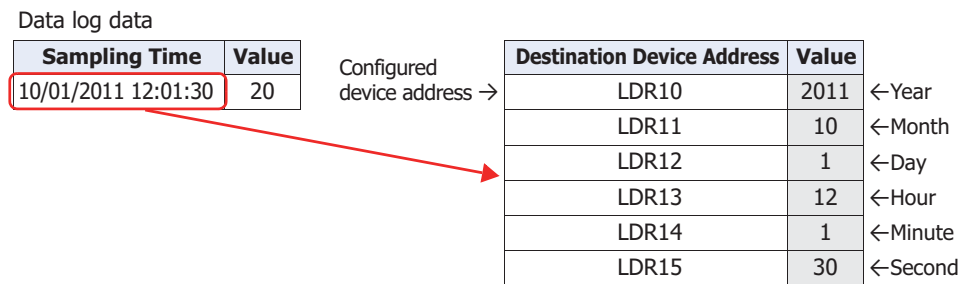 Data log data
Sampling Time Value
10/01/2011 12:01:30 20
Configured
device address →
Destination Device Address Value
LDR10 2011 ←Year
LDR11 10 ←Month
LDR12 1 ←Day
LDR13 12 ←Hour
LDR14 1 ←Minute
LDR15 30 ←Second